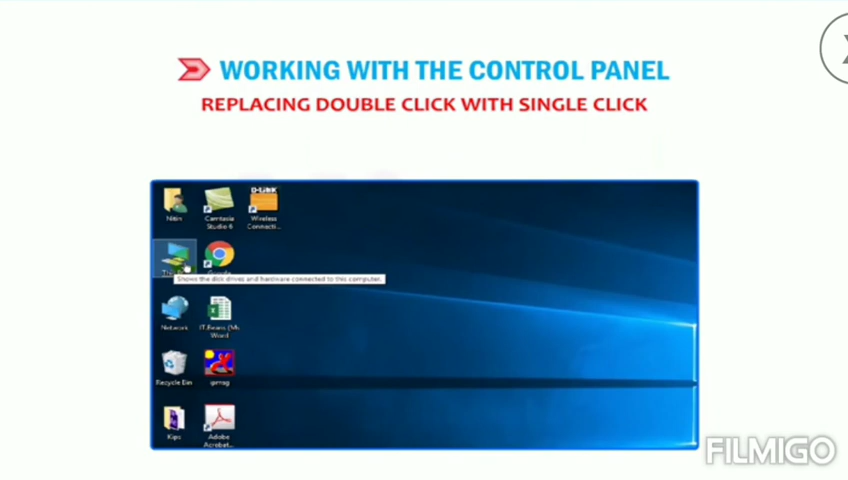 WORKING WITH THE CONTROL PANEL
REPLACING DOUBLE CLICK WITH SINGLE CLICK
Nitin
Camtasia
Studio 6
D-Link
Wireless
Connecti...
Shows the disk drives and hardware connected to this computer.
Network
IT.Beans (Ms
Word
Recycle Bin
Kips
Adobe
Acrobat...
FILMIGO